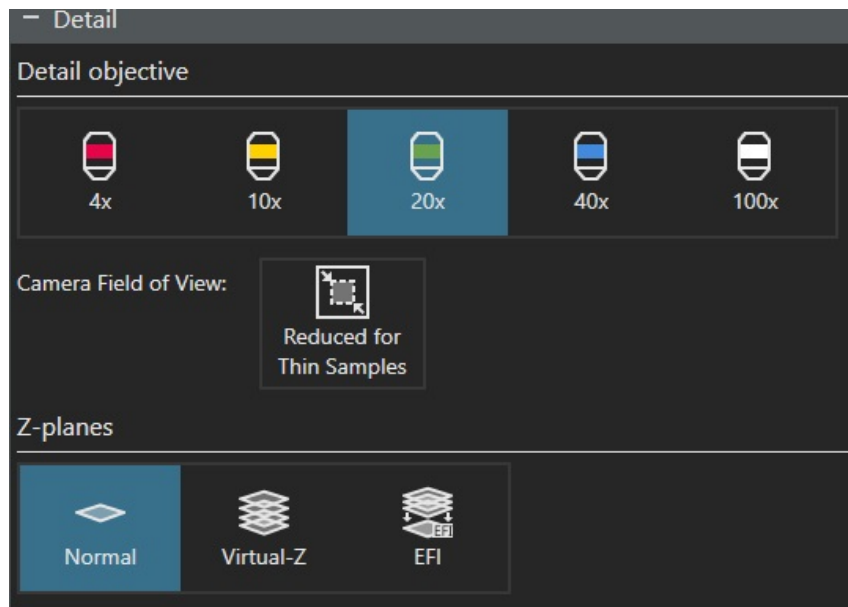 − Detail
Detail objective
4x
10x
20x
40x
100x
Camera Field of View:
Reduced for
Thin Samples
Z-planes
Normal
Virtual-Z
EFI
EFI